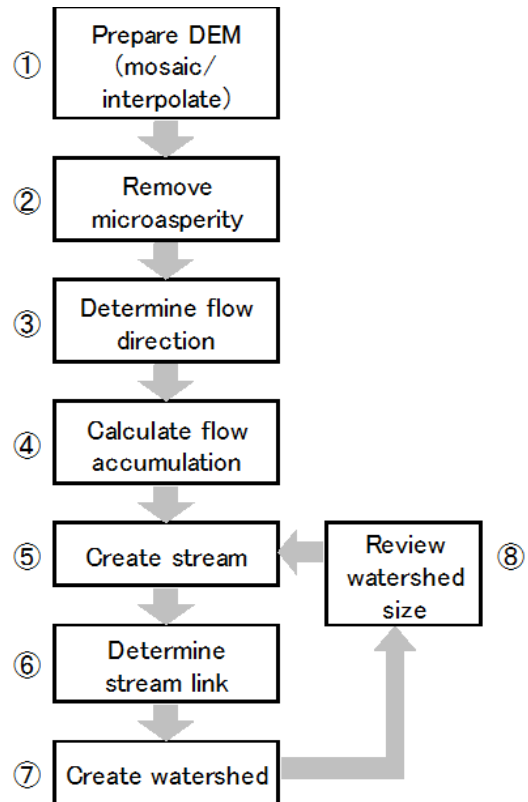 ①
Prepare DEM
(mosaic/
interpolate)
②
Remove
microasperity
③
Determine flow
direction
④
Calculate flow
accumulation
⑤
Create stream
⑥
Determine
stream link
⑦
Create watershed
Review
watershed
size
⑧